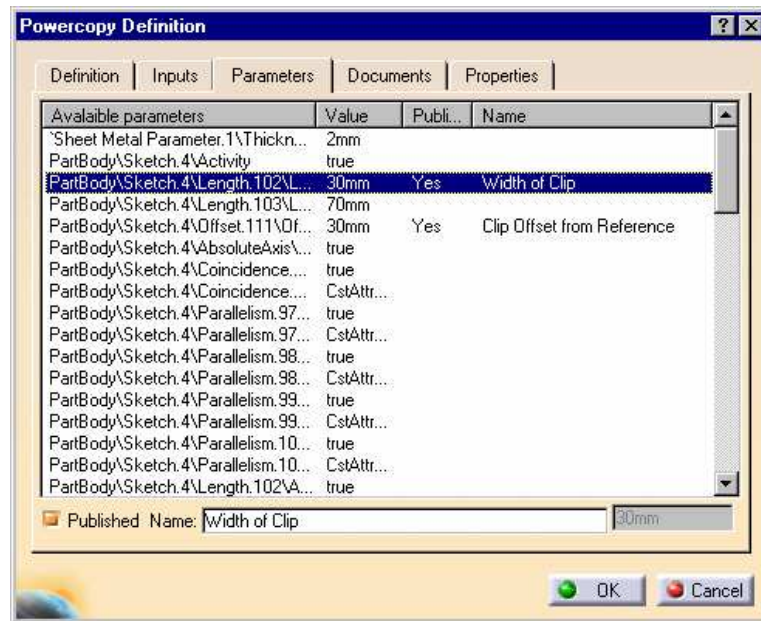 Powercopy Definition
Definition Inputs Parameters Documents Properties
Avalaible parameters Value Publi... Name
`Sheet Metal Parameter.1\Thickn... 2mm
PartBody\Sketch.4\Activity true
PartBody\Sketch.4\Length.102\L... 30mm Yes Width of Clip
PartBody\Sketch.4\Length.103\L... 70mm
PartBody\Sketch.4\Offset.111\Of... 30mm Yes Clip Offset from Reference
PartBody\Sketch.4\AbsoluteAxis\... true
PartBody\Sketch.4\Coincidence.... true
PartBody\Sketch.4\Coincidence.... CstAttr...
PartBody\Sketch.4\Parallelism.97... true
PartBody\Sketch.4\Parallelism.97... CstAttr...
PartBody\Sketch.4\Parallelism.98... true
PartBody\Sketch.4\Parallelism.98... CstAttr...
PartBody\Sketch.4\Parallelism.99... true
PartBody\Sketch.4\Parallelism.99... CstAttr...
PartBody\Sketch.4\Parallelism.10... true
PartBody\Sketch.4\Parallelism.10... CstAttr...
PartBody\Sketch.4\Length.102\A... true
Published Name: Width of Clip 30mm
OK Cancel